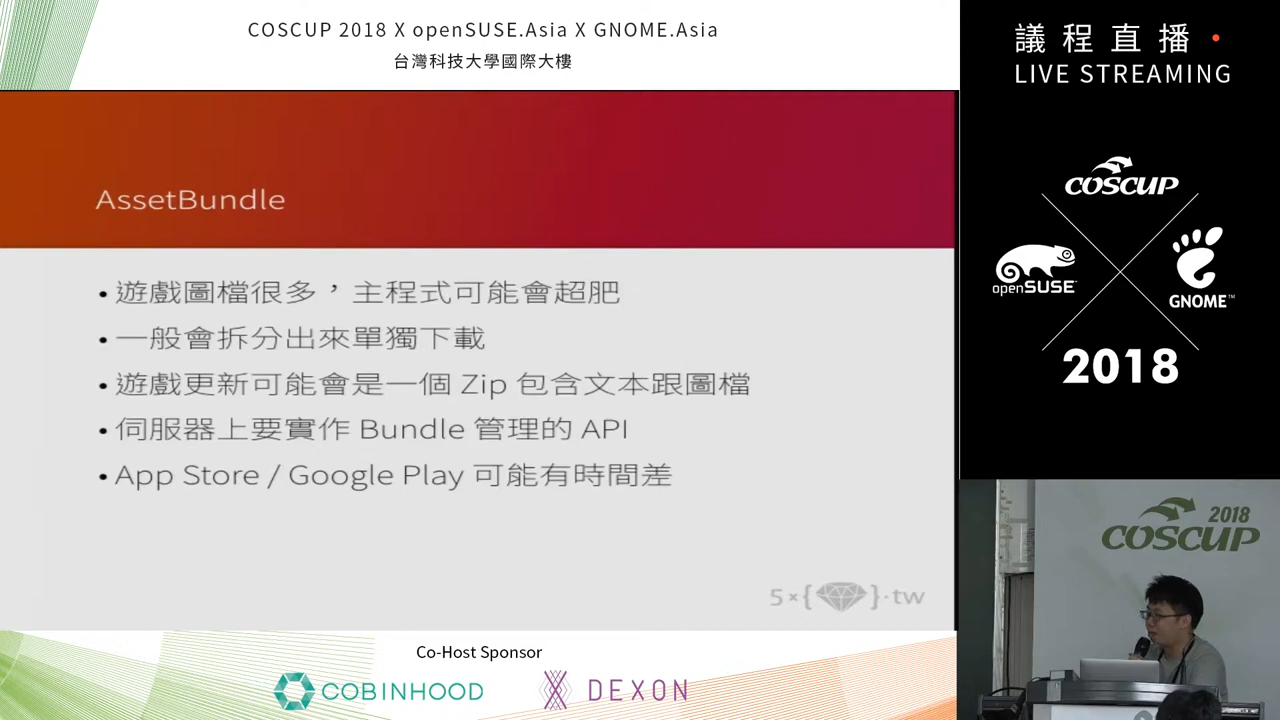 COSCUP 2018 X openSUSE.Asia X GNOME.Asia
台灣科技大學國際大樓
AssetBundle
• 遊戲圖檔很多，主程式可能會超肥
• 一般會拆分出來單獨下載
• 遊戲更新可能會是一個 Zip 包含文本跟圖檔
• 伺服器上要實作 Bundle 管理的 API
• App Store / Google Play 可能有時間差
5×{ }·tw
Co-Host Sponsor
COBINHOOD
DEXON
議程直播
LIVE STREAMING
COSCUP
openSUSE
GNOME™
2018
2018
COSCUP